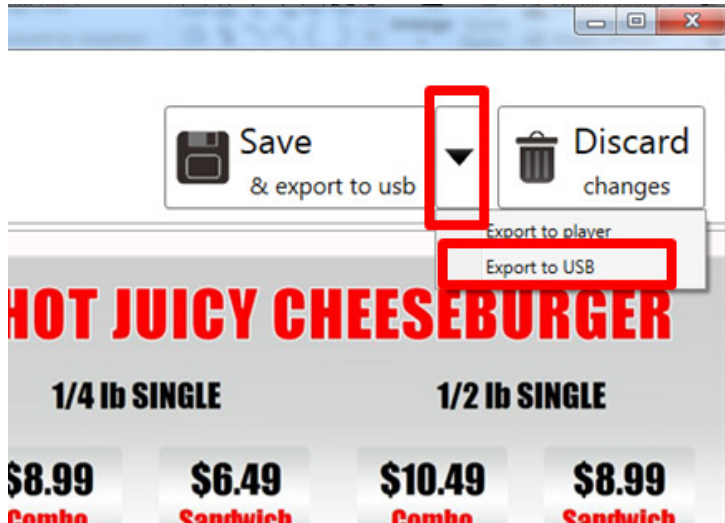 Save
& export to usb
Discard
changes
Export to player
Export to USB
HOT JUICY CHEESEBURGER
1/4 lb SINGLE
1/2 lb SINGLE
$8.99
$6.49
$10.49
$8.99
Combo
Sandwich
Combo
Sandwich